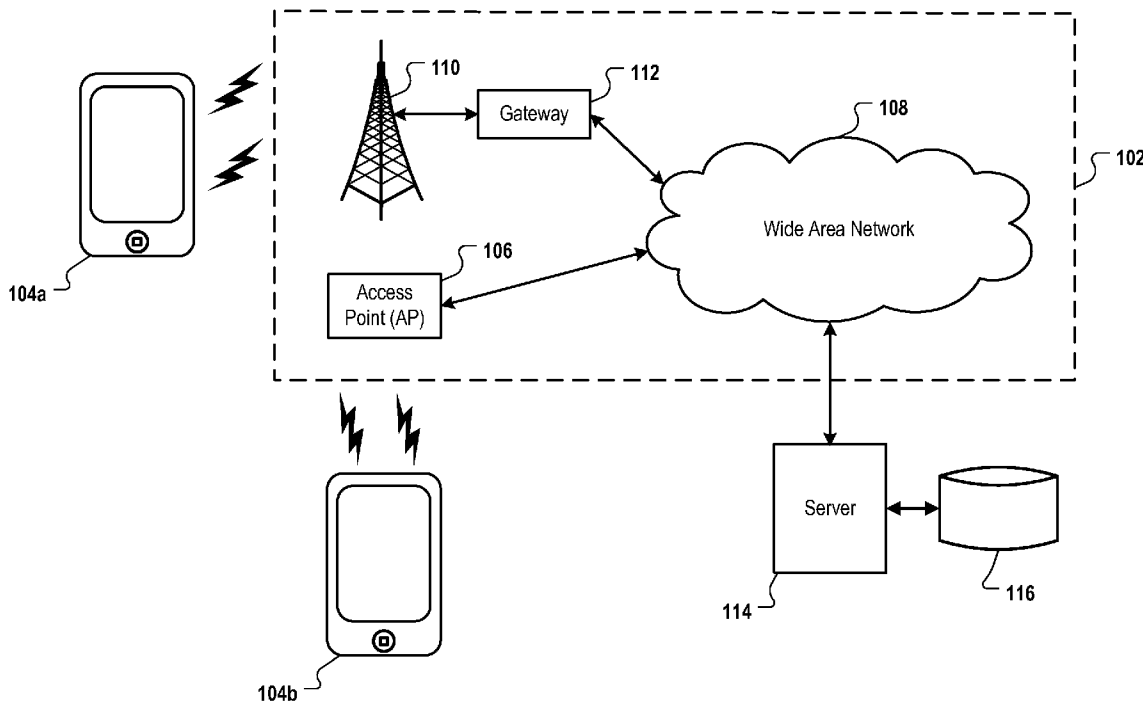 110
112
Gateway
108
102
Wide Area Network
106
104a
Access
Point (AP)
Server
114
116
104b